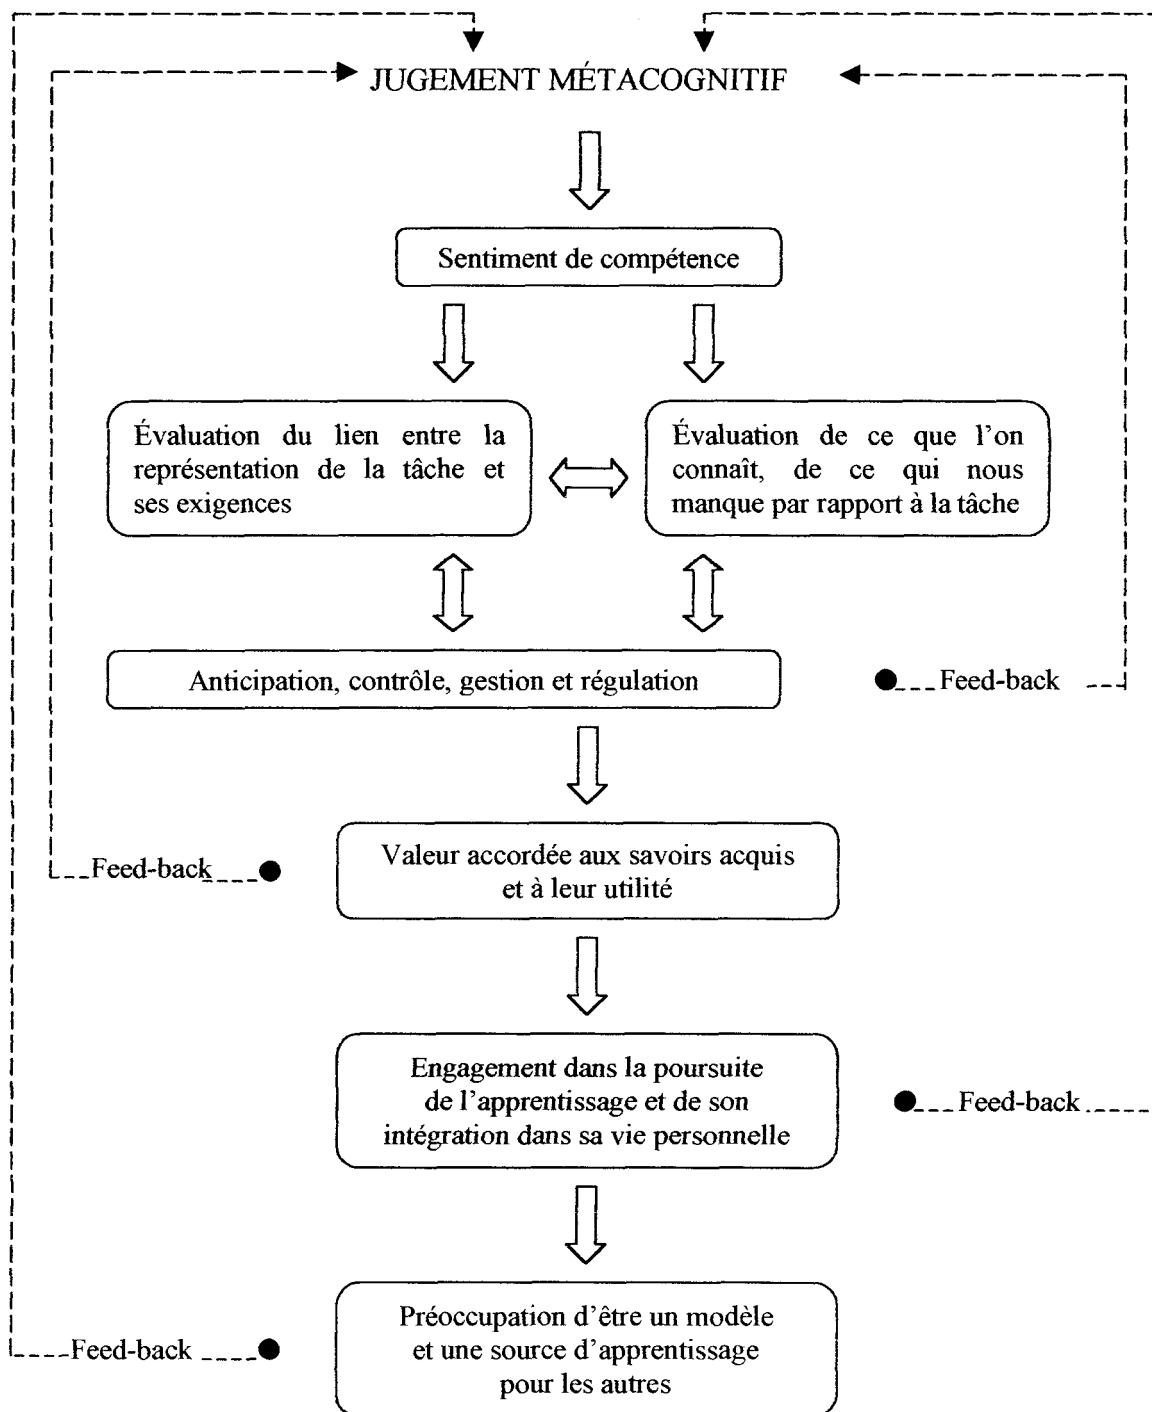 JUGEMENT MÉTACOGNITIF
Sentiment de compétence
Évaluation du lien entre la
représentation de la tâche et
ses exigences
Évaluation de ce que l'on
connaît, de ce qui nous
manque par rapport à la tâche
Anticipation, contrôle, gestion et régulation
Feed-back
Feed-back
Valeur accordée aux savoirs acquis
et à leur utilité
Engagement dans la poursuite
de l'apprentissage et de son
intégration dans sa vie personnelle
Feed-back
Feed-back
Préoccupation d'être un modèle
et une source d'apprentissage
pour les autres